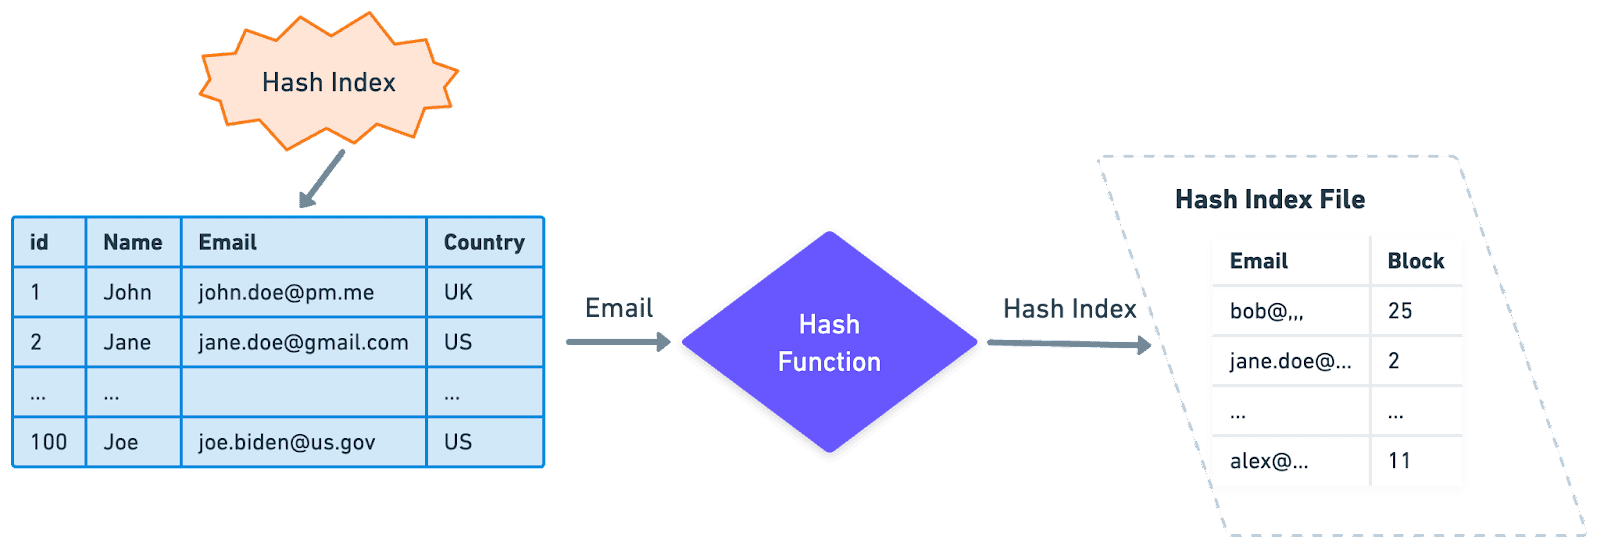 Hash Index
id Name Email Country
1 John john.doe@pm.me UK
2 Jane jane.doe@gmail.com US
... ... ...
100 Joe joe.biden@us.gov US
Email
Hash
Function
Hash Index
Hash Index File
Email Block
bob@,,, 25
jane.doe@... 2
... ...
alex@... 11